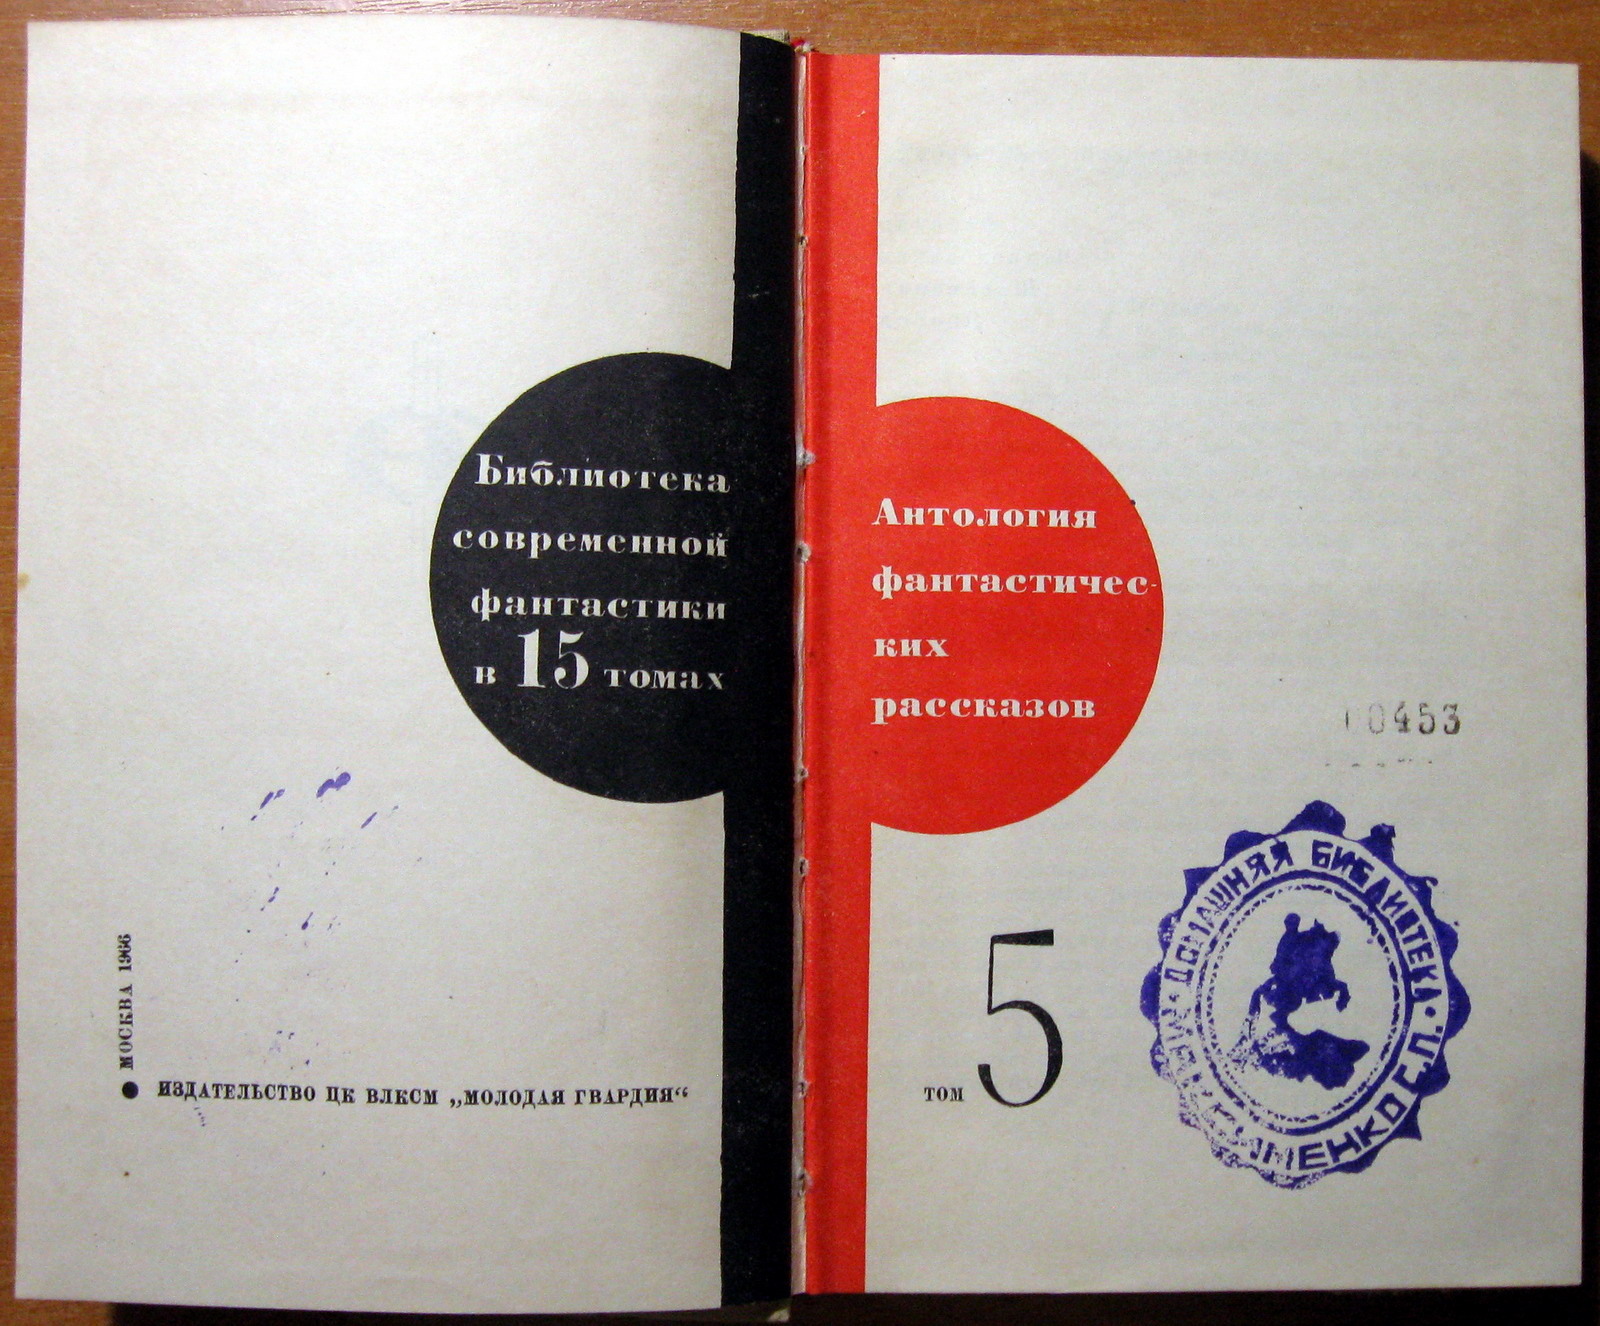 Библиотека
современной
фантастики
в 15 томах
МОСКВА 1966
ИЗДАТЕЛЬСТВО ЦК ВЛКСМ „МОЛОДАЯ ГВАРДИЯ“
Антология
фантастичес-
ких
рассказов
0453
том 5
ДОМАШНЯЯ БИБЛИОТЕКА